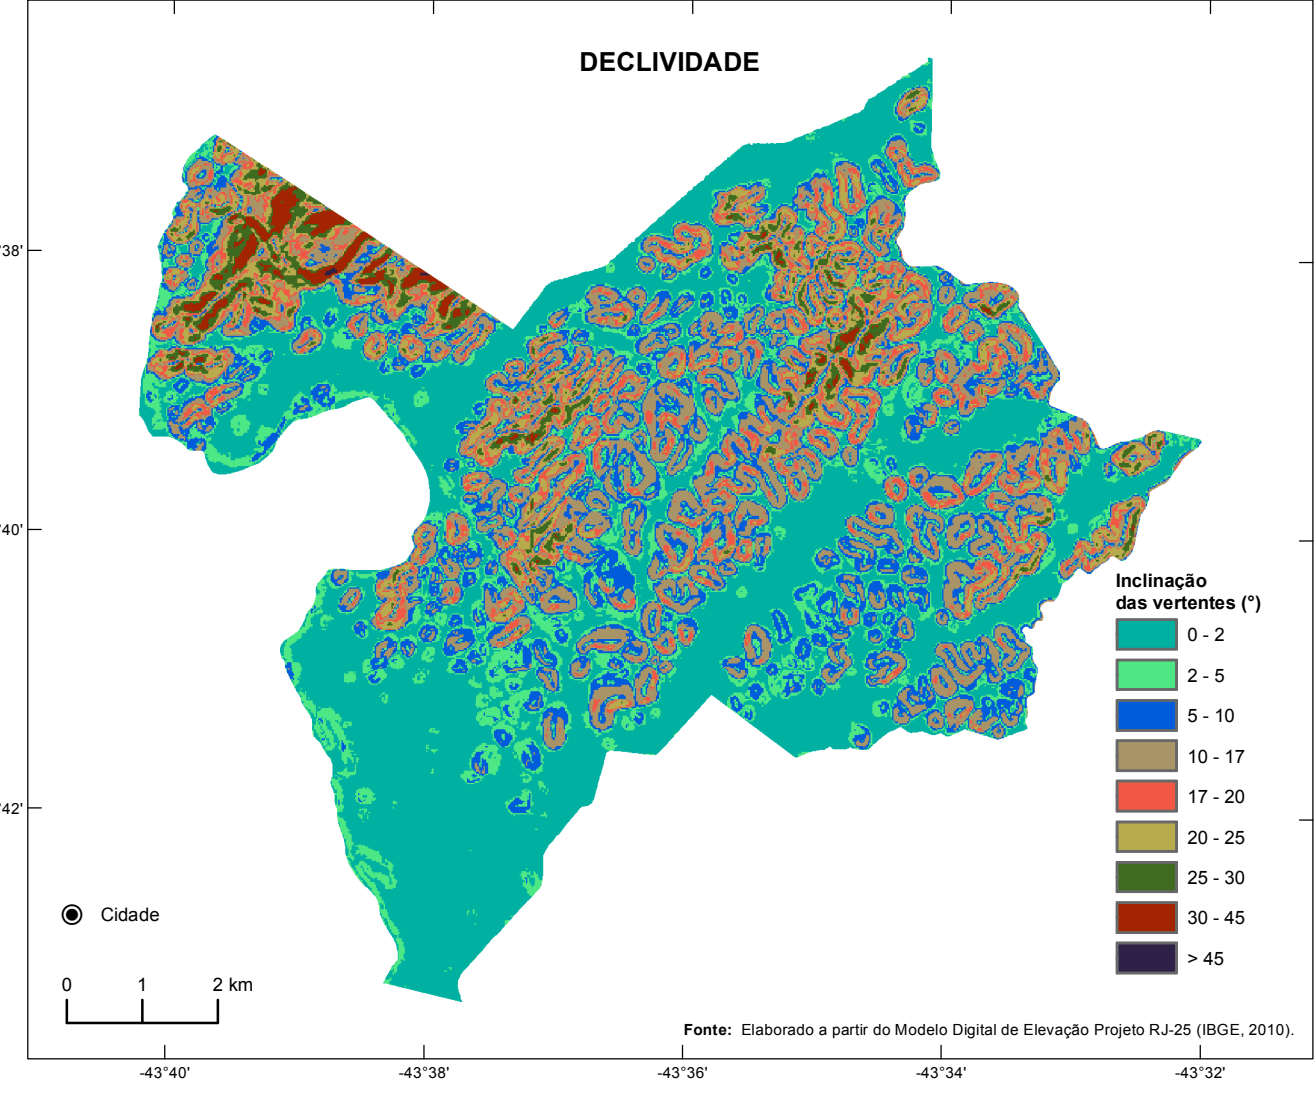 DECLIVIDADE
°38'
°40'
°42'
Inclinação
das vertentes (°)
0 - 2
2 - 5
5 - 10
10 - 17
17 - 20
20 - 25
25 - 30
30 - 45
> 45
Cidade
0 1 2 km
Fonte: Elaborado a partir do Modelo Digital de Elevação Projeto RJ-25 (IBGE, 2010).
-43°40' -43°38' -43°36' -43°34' -43°32'